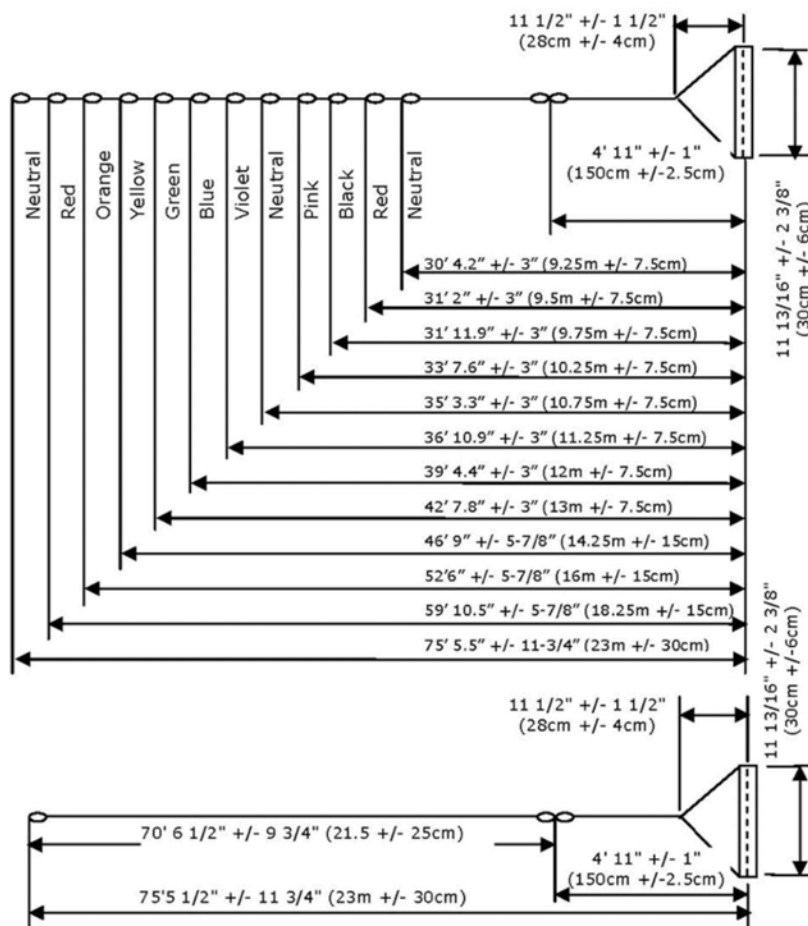 11 1/2" +/- 1 1/2"
(28cm +/- 4cm)
4' 11" +/- 1"
(150cm +/-2.5cm)
11 13/16" +/- 2 3/8"
(30cm +/- 6cm)
Neutral
Red
Orange
Yellow
Green
Blue
Violet
Neutral
Pink
Black
Red
Neutral
30' 4.2" +/- 3" (9.25m +/- 7.5cm)
31' 2" +/- 3" (9.5m +/- 7.5cm)
31' 11.9" +/- 3" (9.75m +/- 7.5cm)
33' 7.6" +/- 3" (10.25m +/- 7.5cm)
35' 3.3" +/- 3" (10.75m +/- 7.5cm)
36' 10.9" +/- 3" (11.25m +/- 7.5cm)
39' 4.4" +/- 3" (12m +/- 7.5cm)
42' 7.8" +/- 3" (13m +/- 7.5cm)
46' 9" +/- 5-7/8" (14.25m +/- 15cm)
52'6" +/- 5-7/8" (16m +/- 15cm)
59' 10.5" +/- 5-7/8" (18.25m +/- 15cm)
75' 5.5" +/- 11-3/4" (23m +/- 30cm)
11 1/2" +/- 1 1/2"
(28cm +/- 4cm)
11 13/16" +/- 2 3/8"
(30cm +/-6cm)
70' 6 1/2" +/- 9 3/4" (21.5 +/- 25cm)
4' 11" +/- 1"
(150cm +/-2.5cm)
75'5 1/2" +/- 11 3/4" (23m +/- 30cm)